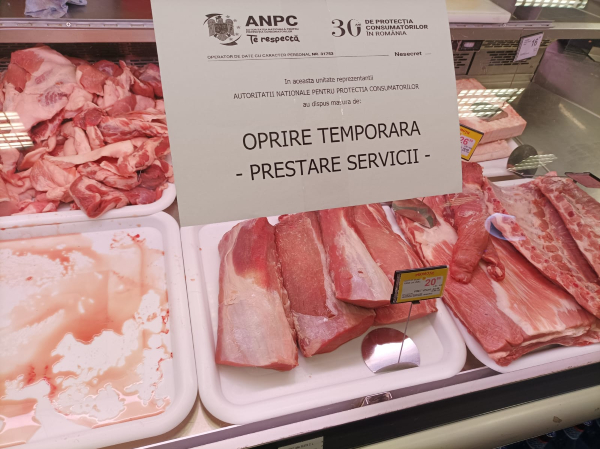 ANPC
Te respectă
30 DE PROTECȚIA
CONSUMATORILOR
ÎN ROMÂNIA
OPERATOR DE DATE CU CARACTER PERSONAL NR.
Nesecret
In aceasta unitate reprezentantii
AUTORITATII NATIONALE PENTRU PROTECTIA CONSUMATORILOR
au dispus masura de:
OPRIRE TEMPORARA
- PRESTARE SERVICII -
20